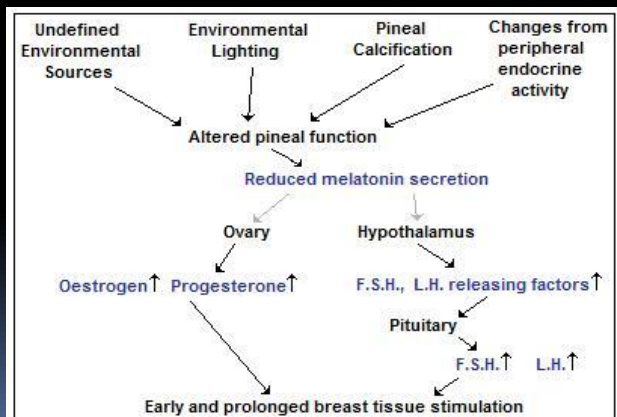 Undefined
Environmental
Sources
Environmental
Lighting
Pineal
Calcification
Changes from
peripheral
endocrine
activity
Altered pineal function
Reduced melatonin secretion
Ovary
Hypothalamus
Oestrogen↑ Progesterone↑
F.S.H., L.H. releasing factors↑
Pituitary
F.S.H.↑ L.H.↑
Early and prolonged breast tissue stimulation